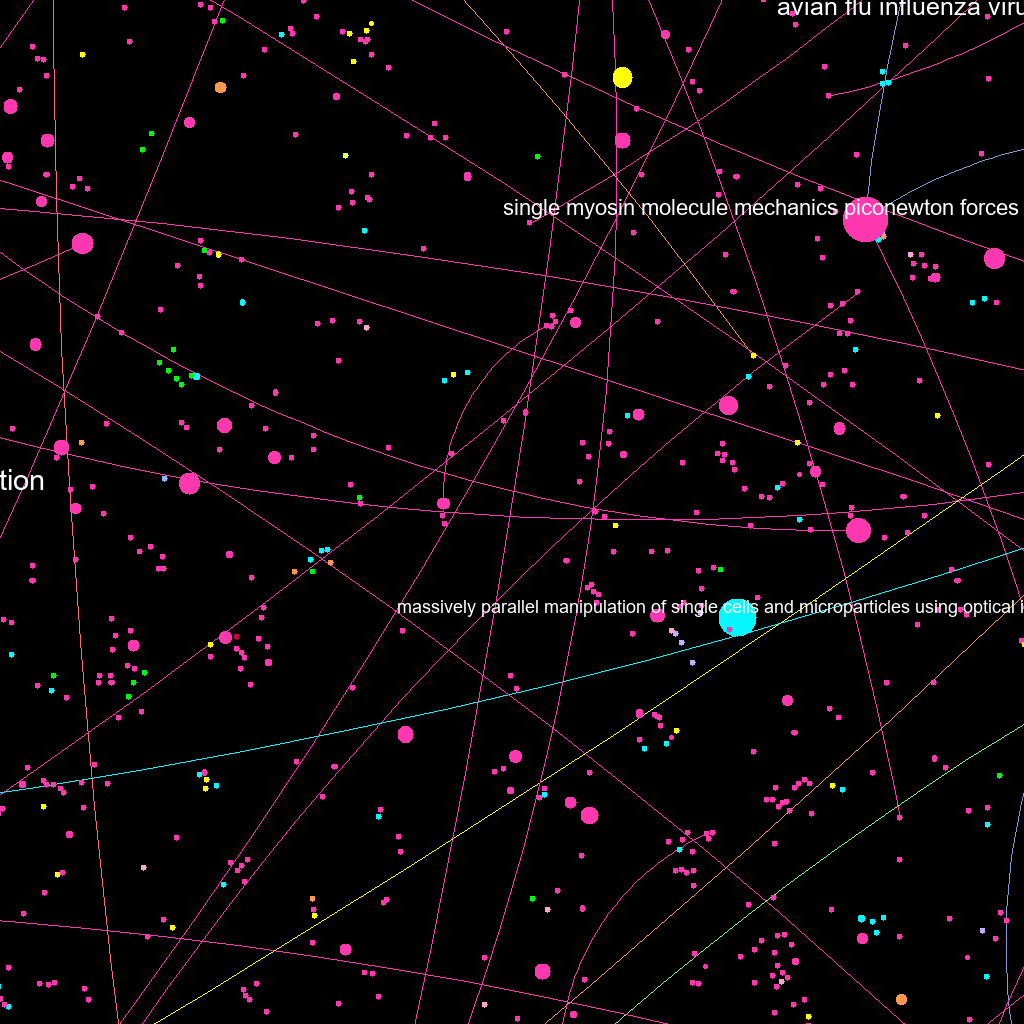 avian flu influenza viru
single myosin molecule mechanics piconewton forces
tion
massively parallel manipulation of single cells and microparticles using optical i